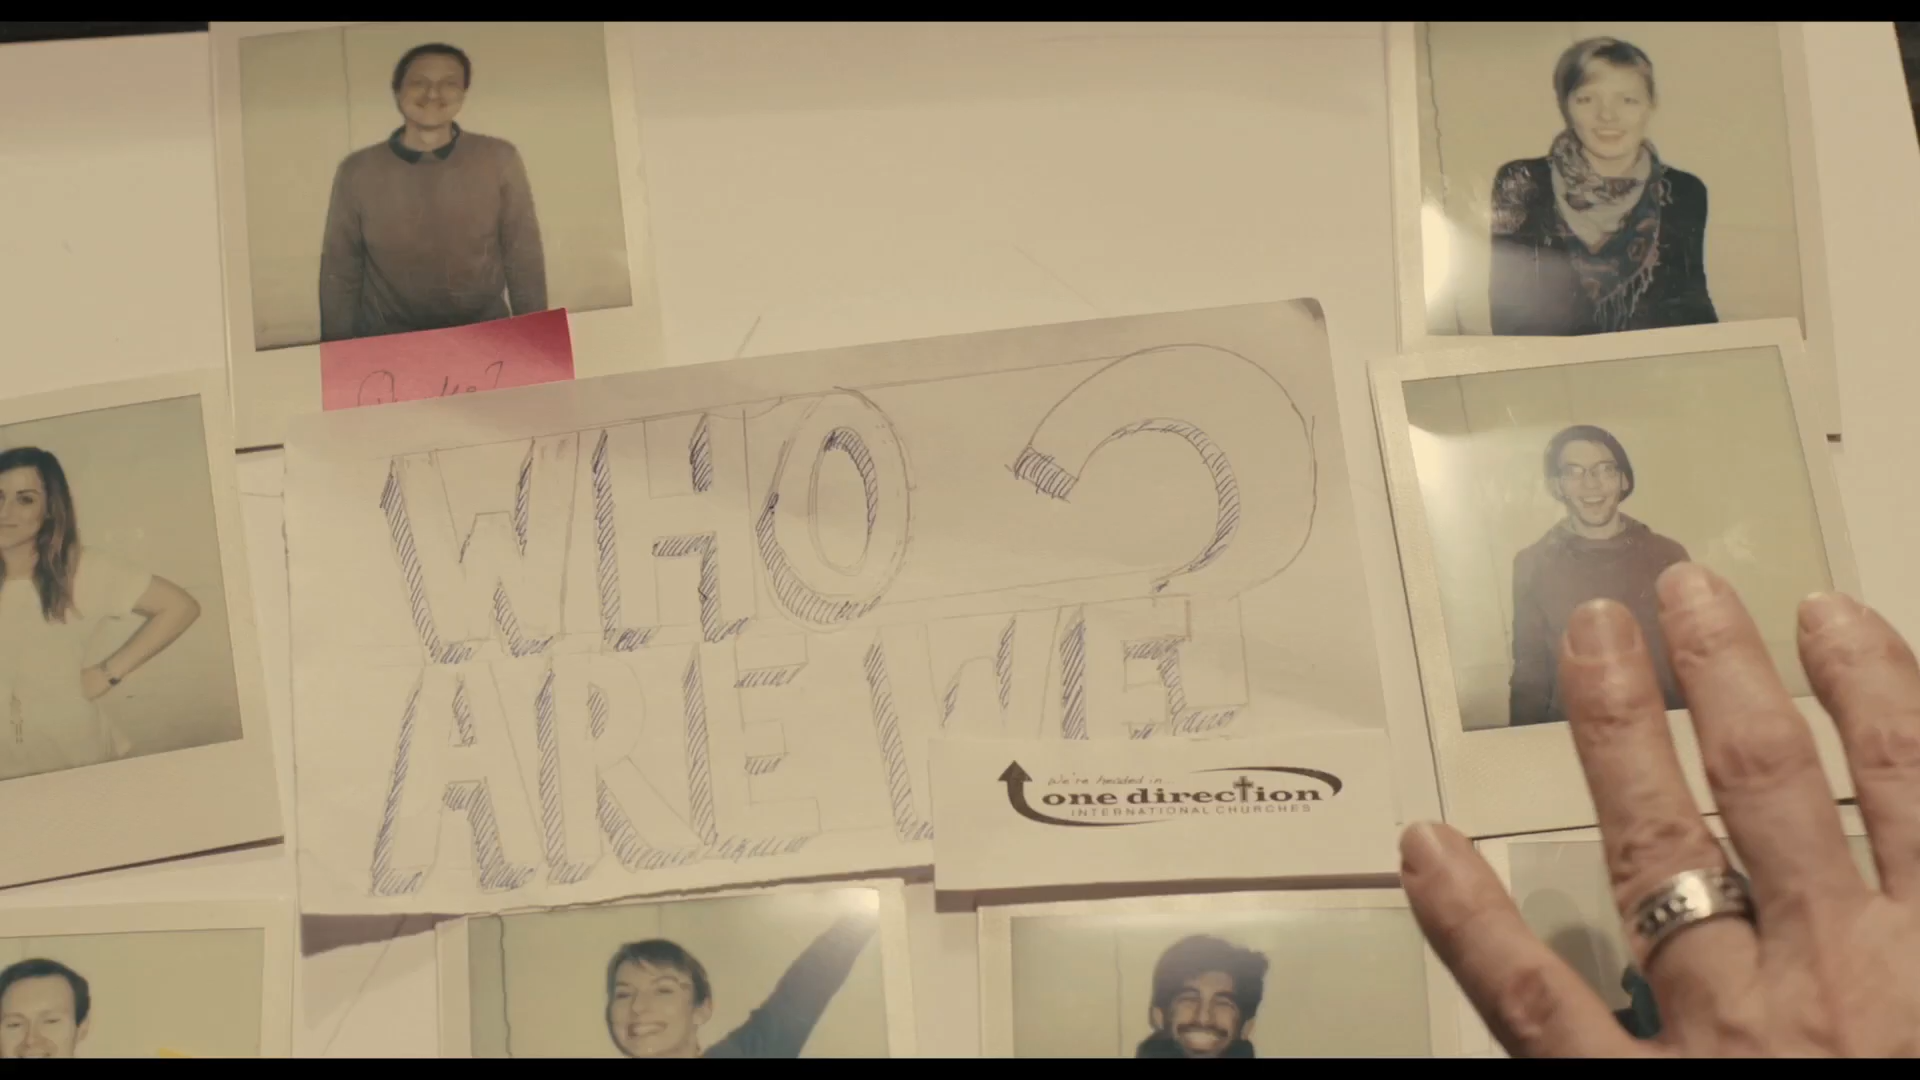 WHO
ARE WE?
We're headed in...
one direction
INTERNATIONAL CHURCHES